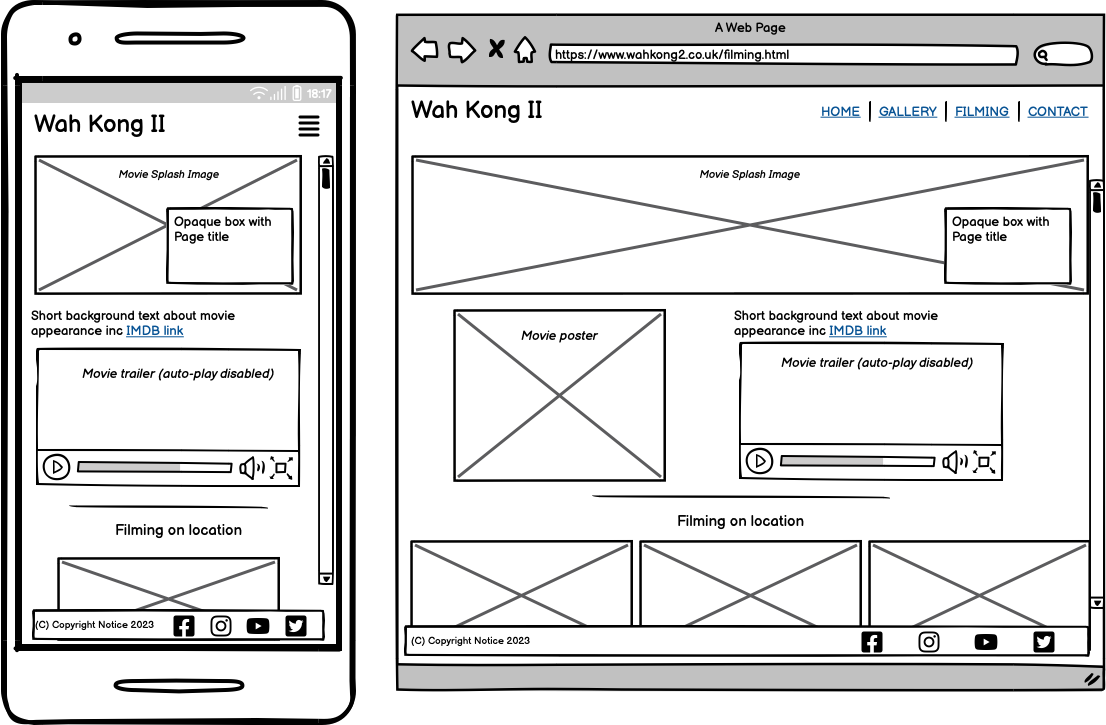 18:17
Wah Kong II
Movie Splash Image
Opaque box with
Page title
Short background text about movie
appearance inc IMDB link
Movie trailer (auto-play disabled)
Filming on location
(C) Copyright Notice 2023
A Web Page
https://www.wahkong2.co.uk/filming.html
Wah Kong II
HOME GALLERY FILMING CONTACT
Movie Splash Image
Opaque box with
Page title
Movie poster
Short background text about movie
appearance inc IMDB link
Movie trailer (auto-play disabled)
Filming on location
(C) Copyright Notice 2023